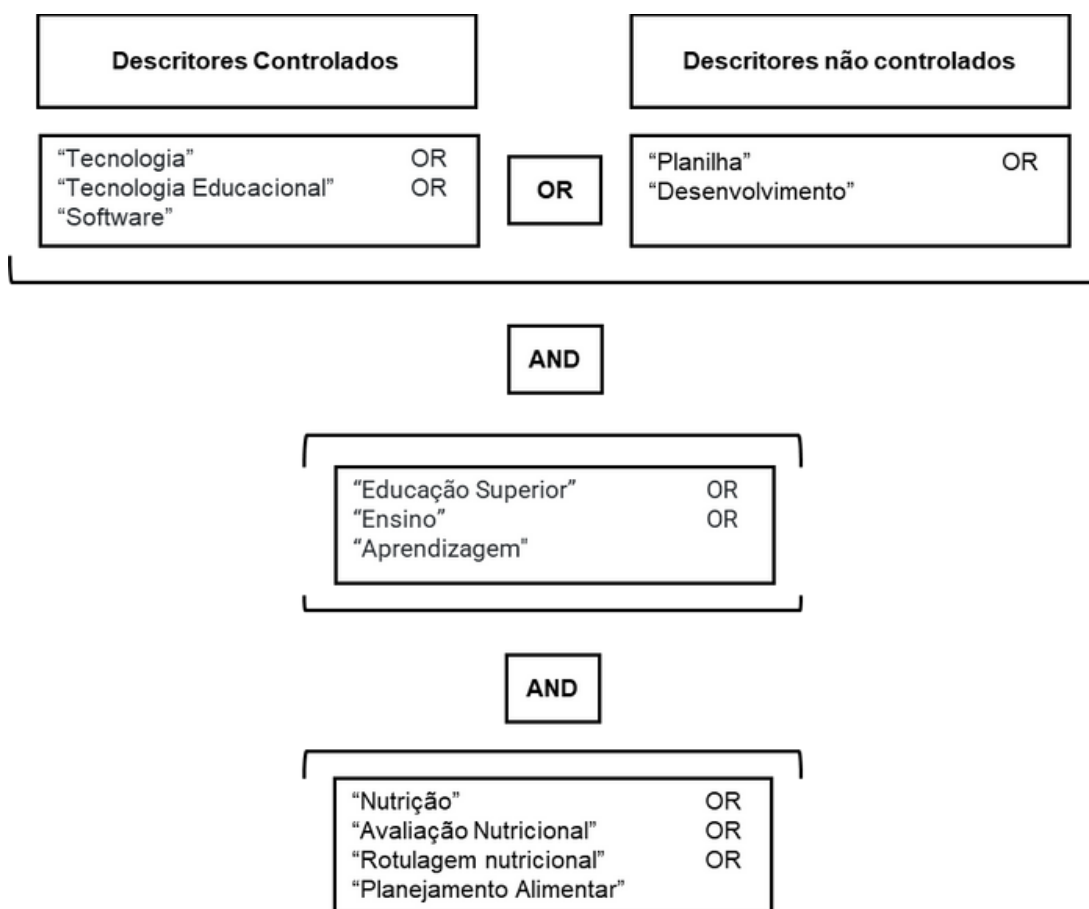 Descritores Controlados
Descritores não controlados
“Tecnologia” OR
“Tecnologia Educacional” OR
“Software”
OR
“Planilha” OR
“Desenvolvimento”
AND
“Educação Superior” OR
“Ensino” OR
“Aprendizagem”
AND
“Nutrição” OR
“Avaliação Nutricional” OR
“Rotulagem nutricional” OR
“Planejamento Alimentar”